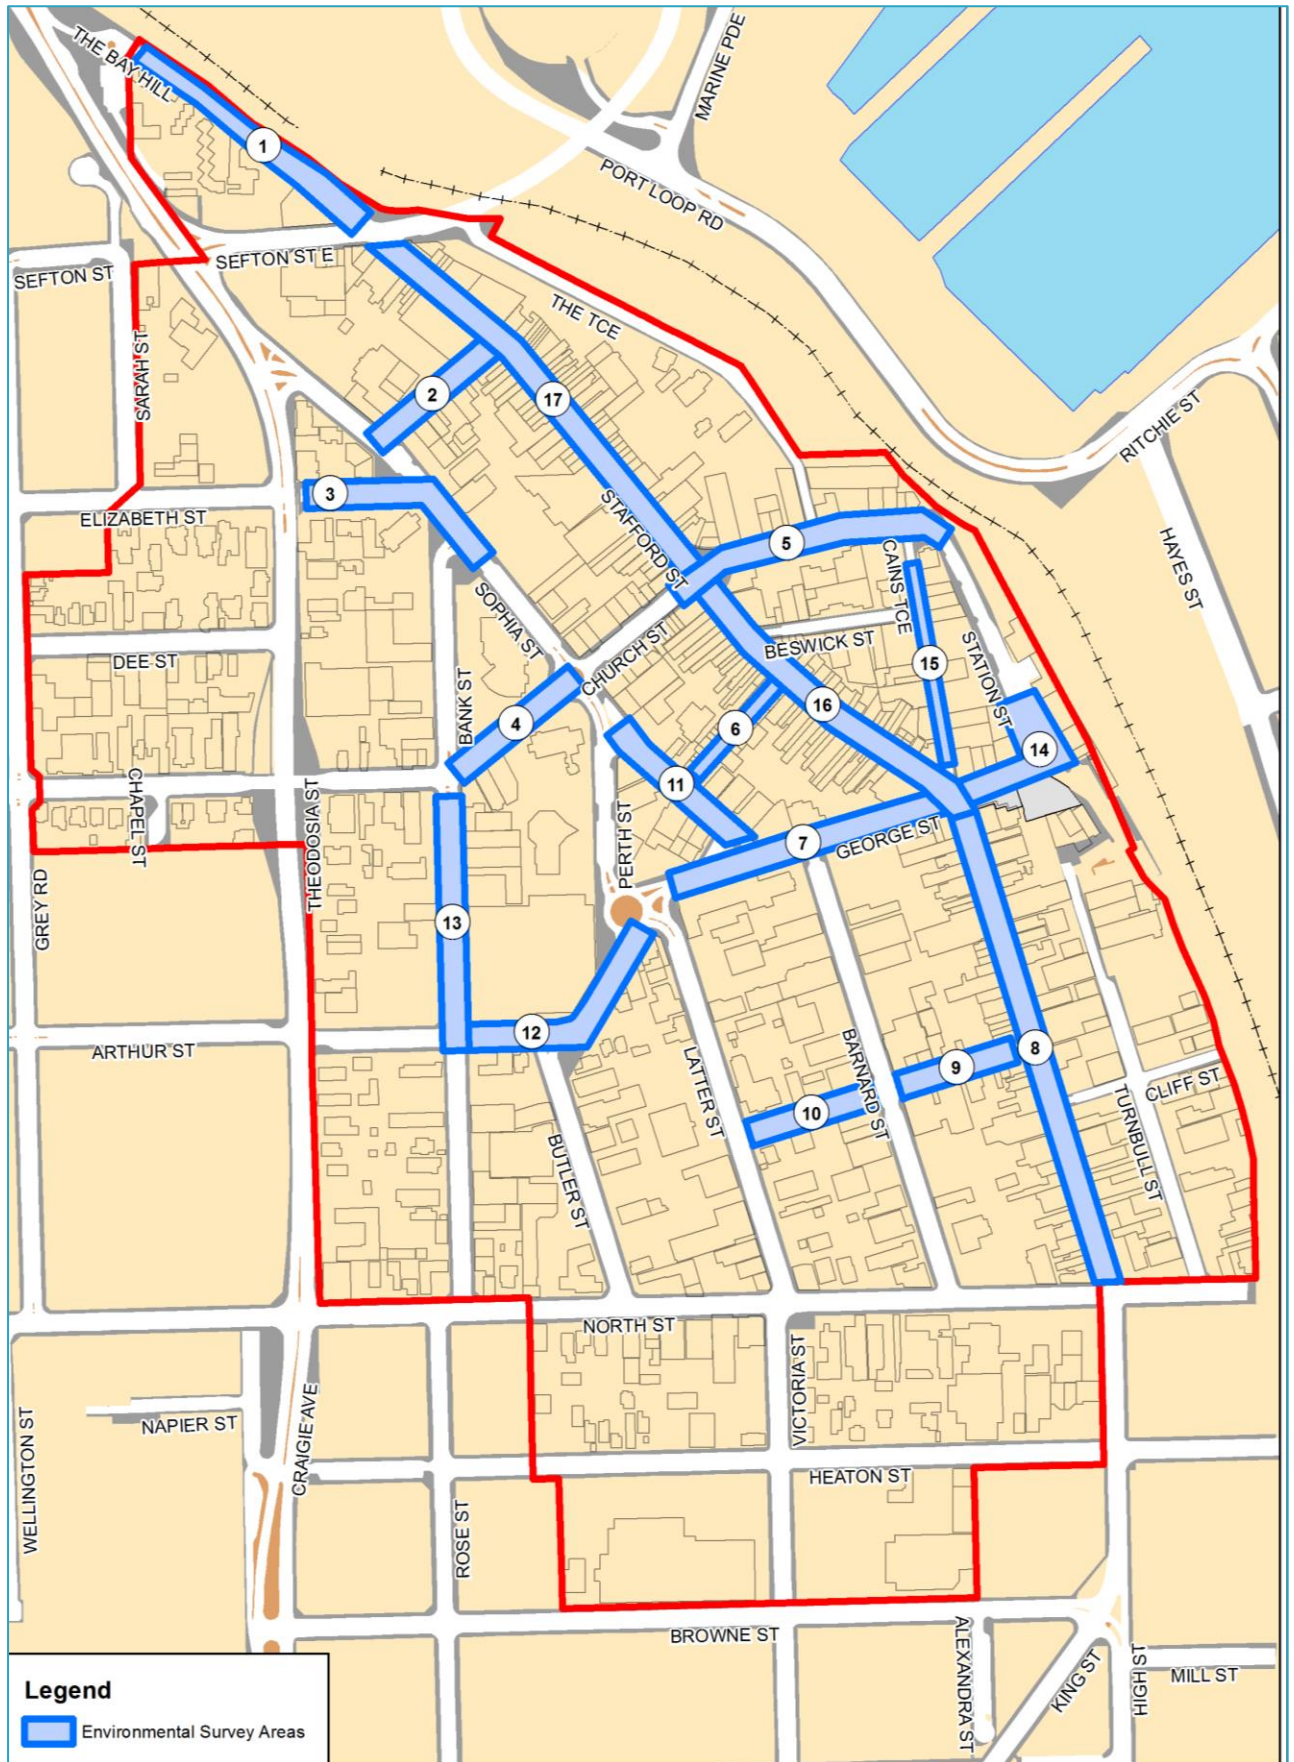 THE BAY HILL
MARINE PDE
1
PORT LOOP RD
SEFTON ST
SEFTON ST E
THE TCE
SARAH ST
2
17
RITCHIE ST
3
ELIZABETH ST
STAFFORD ST
5
CAINS TCE
HAYES ST
SOPHIA ST
CHURCH ST
BESWICK ST
DEE ST
15
STATION ST
BANK ST
4
6
16
14
11
CHAPEL ST
THEODOSIA ST
PERTH ST
7
GEORGE ST
GREY RD
13
12
ARTHUR ST
LATTER ST
BARNARD ST
9
8
10
CLIFF ST
TURNBULL ST
BUTLER ST
NORTH ST
VICTORIA ST
NAPIER ST
CRAIGIE AVE
WELLINGTON ST
HEATON ST
ROSE ST
BROWNE ST
ALEXANDRA ST
KING ST
HIGH ST
MILL ST
Legend
Environmental Survey Areas